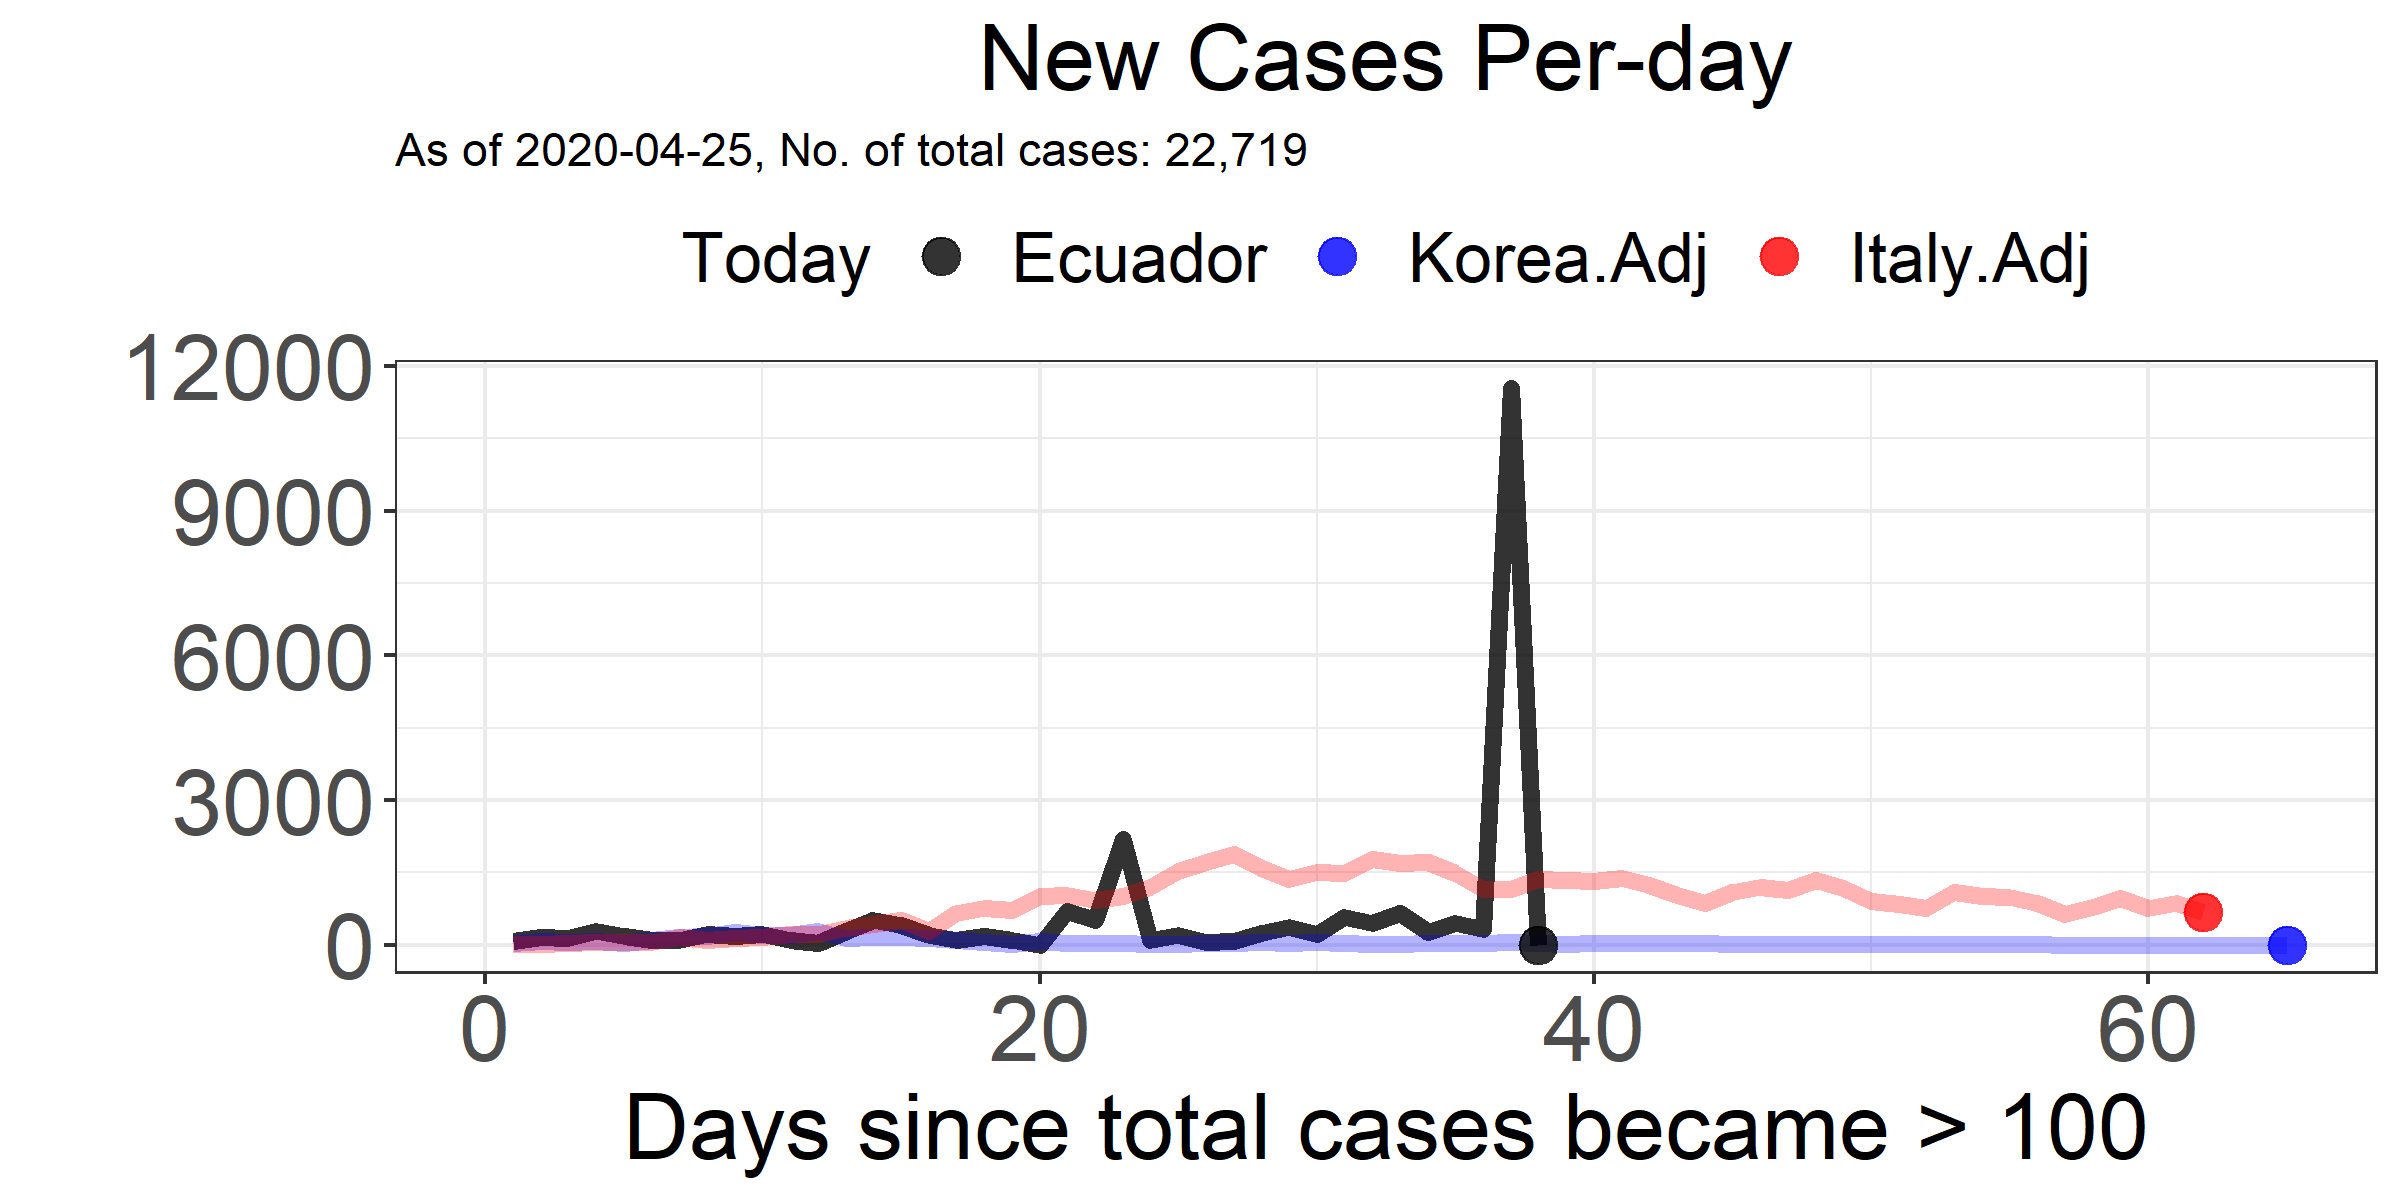 New Cases Per-day
As of 2020-04-25, No. of total cases: 22,719
Today Ecuador Korea.Adj Italy.Adj
12000
9000
6000
3000
0
0 20 40 60
Days since total cases became > 100